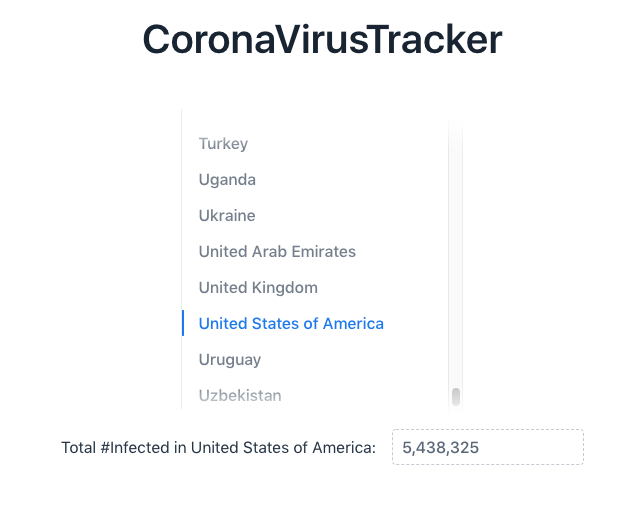 CoronaVirusTracker
Turkey
Uganda
Ukraine
United Arab Emirates
United Kingdom
United States of America
Uruguay
Uzbekistan
Total #Infected in United States of America: 5,438,325